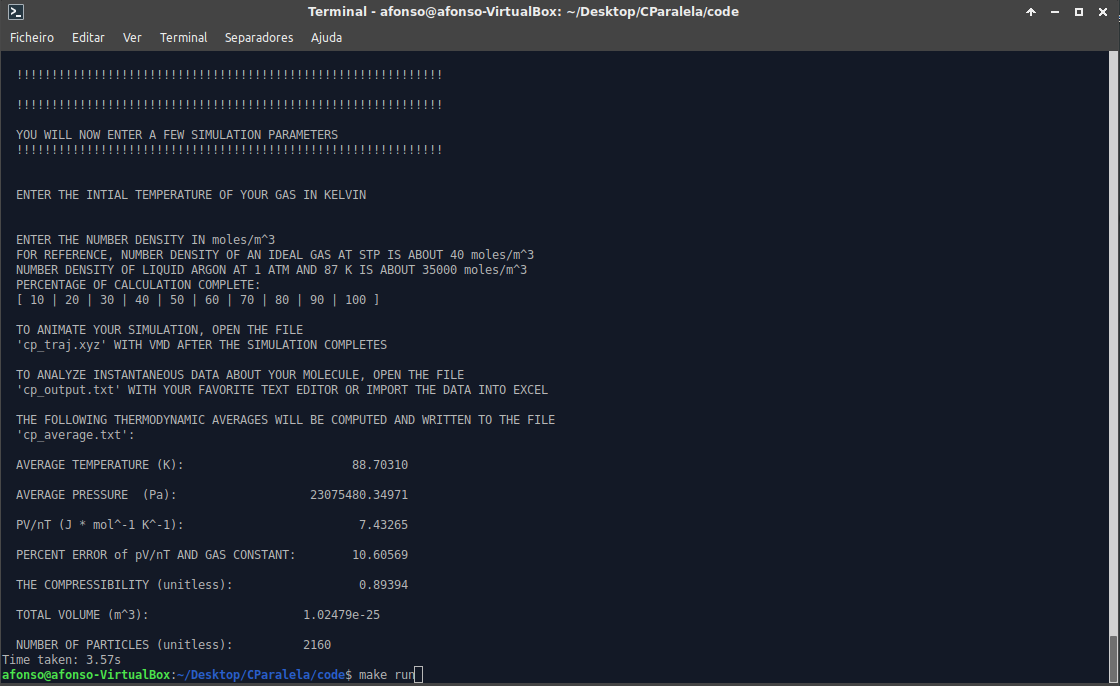 Terminal - afonso@afonso-VirtualBox: ~/Desktop/CParalela/code
Ficheiro Editar Ver Terminal Separadores Ajuda
!!!!!!!!!!!!!!!!!!!!!!!!!!!!!!!!!!!!!!!!!!!!!!!!!!!!!!!!!!!!!
!!!!!!!!!!!!!!!!!!!!!!!!!!!!!!!!!!!!!!!!!!!!!!!!!!!!!!!!!!!!!
YOU WILL NOW ENTER A FEW SIMULATION PARAMETERS
!!!!!!!!!!!!!!!!!!!!!!!!!!!!!!!!!!!!!!!!!!!!!!!!!!!!!!!!!!!!!
ENTER THE INTIAL TEMPERATURE OF YOUR GAS IN KELVIN
ENTER THE NUMBER DENSITY IN moles/m^3
FOR REFERENCE, NUMBER DENSITY OF AN IDEAL GAS AT STP IS ABOUT 40 moles/m^3
NUMBER DENSITY OF LIQUID ARGON AT 1 ATM AND 87 K IS ABOUT 35000 moles/m^3
PERCENTAGE OF CALCULATION COMPLETE:
[ 10 | 20 | 30 | 40 | 50 | 60 | 70 | 80 | 90 | 100 ]
TO ANIMATE YOUR SIMULATION, OPEN THE FILE
'cp_traj.xyz' WITH VMD AFTER THE SIMULATION COMPLETES
TO ANALYZE INSTANTANEOUS DATA ABOUT YOUR MOLECULE, OPEN THE FILE
'cp_output.txt' WITH YOUR FAVORITE TEXT EDITOR OR IMPORT THE DATA INTO EXCEL
THE FOLLOWING THERMODYNAMIC AVERAGES WILL BE COMPUTED AND WRITTEN TO THE FILE
'cp_average.txt':
AVERAGE TEMPERATURE (K): 88.70310
AVERAGE PRESSURE (Pa): 23075480.34971
PV/nT (J * mol^-1 K^-1): 7.43265
PERCENT ERROR of pV/nT AND GAS CONSTANT: 10.60569
THE COMPRESSIBILITY (unitless): 0.89394
TOTAL VOLUME (m^3): 1.02479e-25
NUMBER OF PARTICLES (unitless): 2160
Time taken: 3.57s
afonso@afonso-VirtualBox:~/Desktop/CParalela/code$ make run